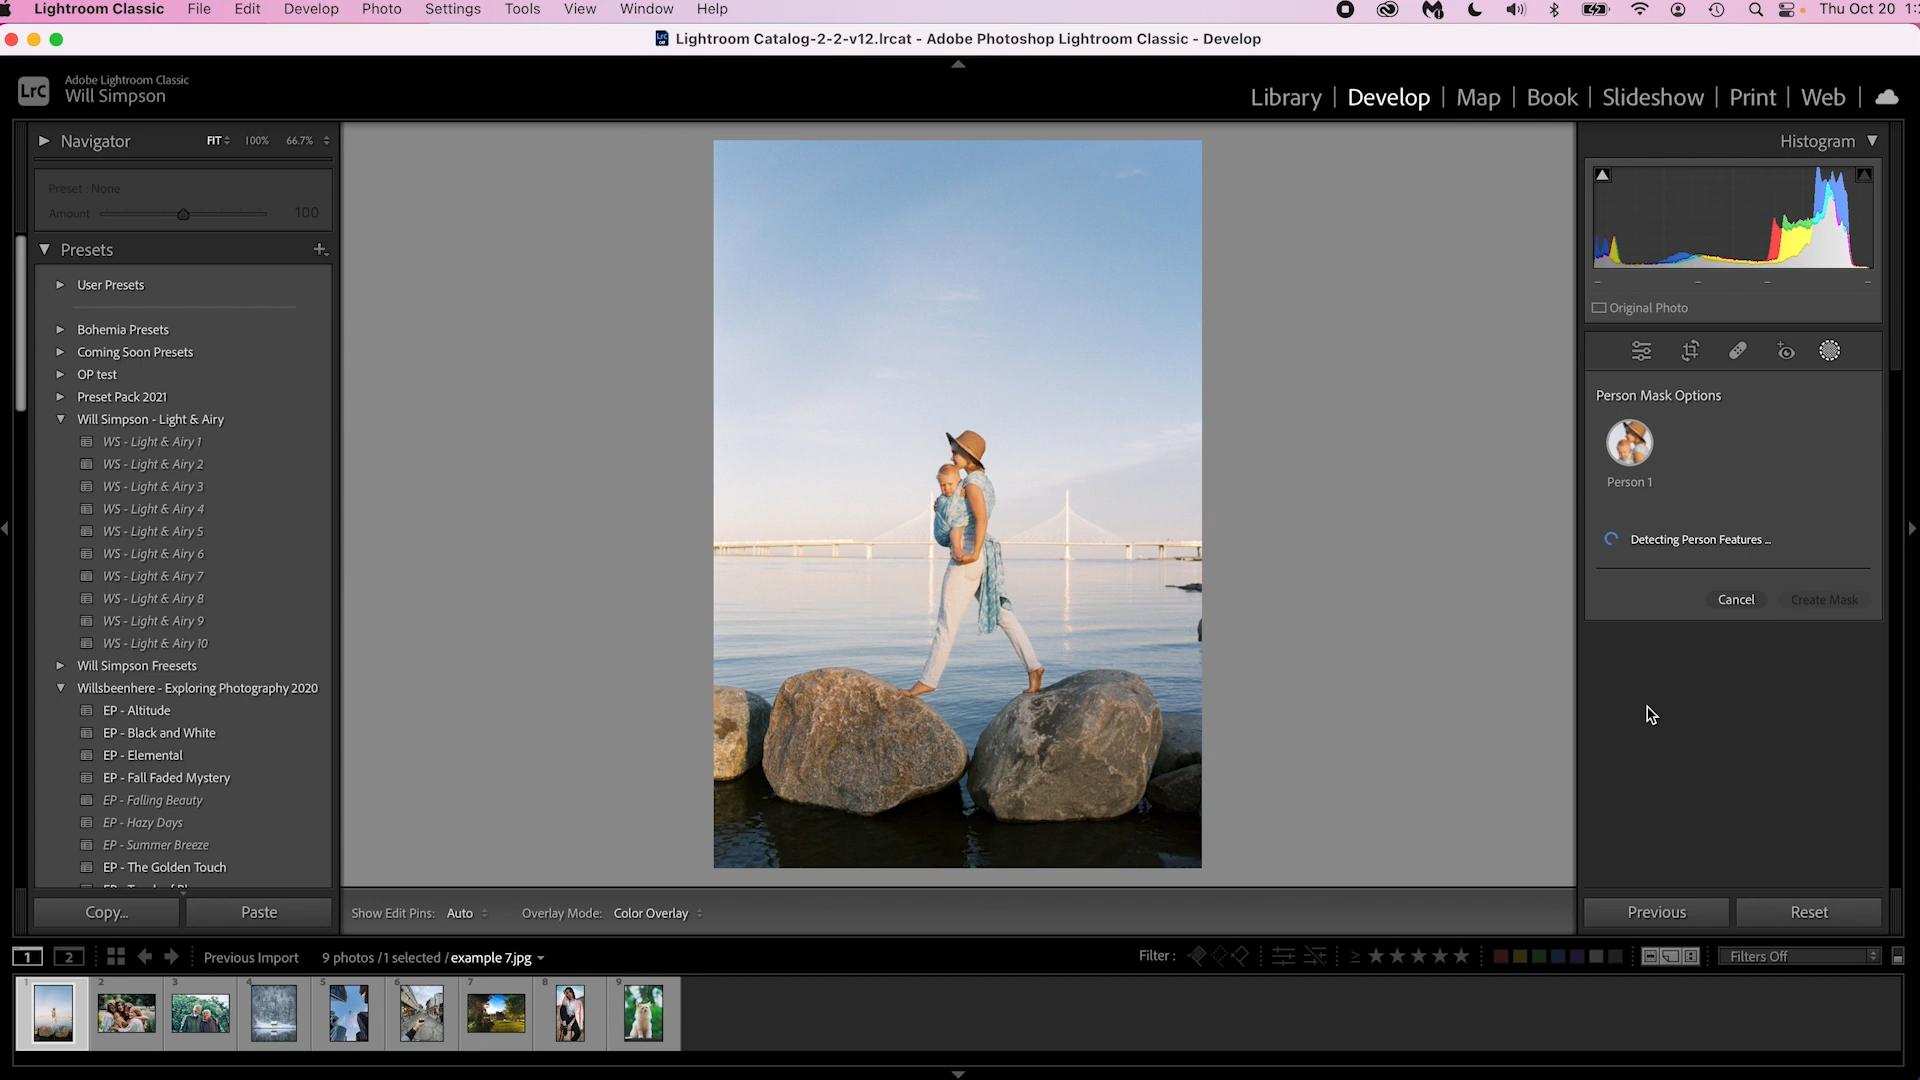 Lightroom Classic File Edit Develop Photo Settings Tools View Window Help Thu Oct 20
Lightroom Catalog-2-2-v12.lrcat - Adobe Photoshop Lightroom Classic - Develop
LrC
Adobe Lightroom Classic
Will Simpson
Library | Develop | Map | Book | Slideshow | Print | Web
Navigator FIT 100% 66.7%
Preset : None
Amount 100
Presets
User Presets
Bohemia Presets
Coming Soon Presets
OP test
Preset Pack 2021
Will Simpson - Light & Airy
WS - Light & Airy 1
WS - Light & Airy 2
WS - Light & Airy 3
WS - Light & Airy 4
WS - Light & Airy 5
WS - Light & Airy 6
WS - Light & Airy 7
WS - Light & Airy 8
WS - Light & Airy 9
WS - Light & Airy 10
Will Simpson Freesets
Willsbeenhere - Exploring Photography 2020
EP - Altitude
EP - Black and White
EP - Elemental
EP - Fall Faded Mystery
EP - Falling Beauty
EP - Hazy Days
EP - Summer Breeze
EP - The Golden Touch
Copy... Paste
Show Edit Pins: Auto Overlay Mode: Color Overlay
Histogram
Original Photo
Person Mask Options
Person 1
Detecting Person Features ...
Cancel Create Mask
Previous Reset
1 2 Previous Import 9 photos / 1 selected / example 7.jpg Filter : Filters Off
1 2 3 4 5 6 7 8 9